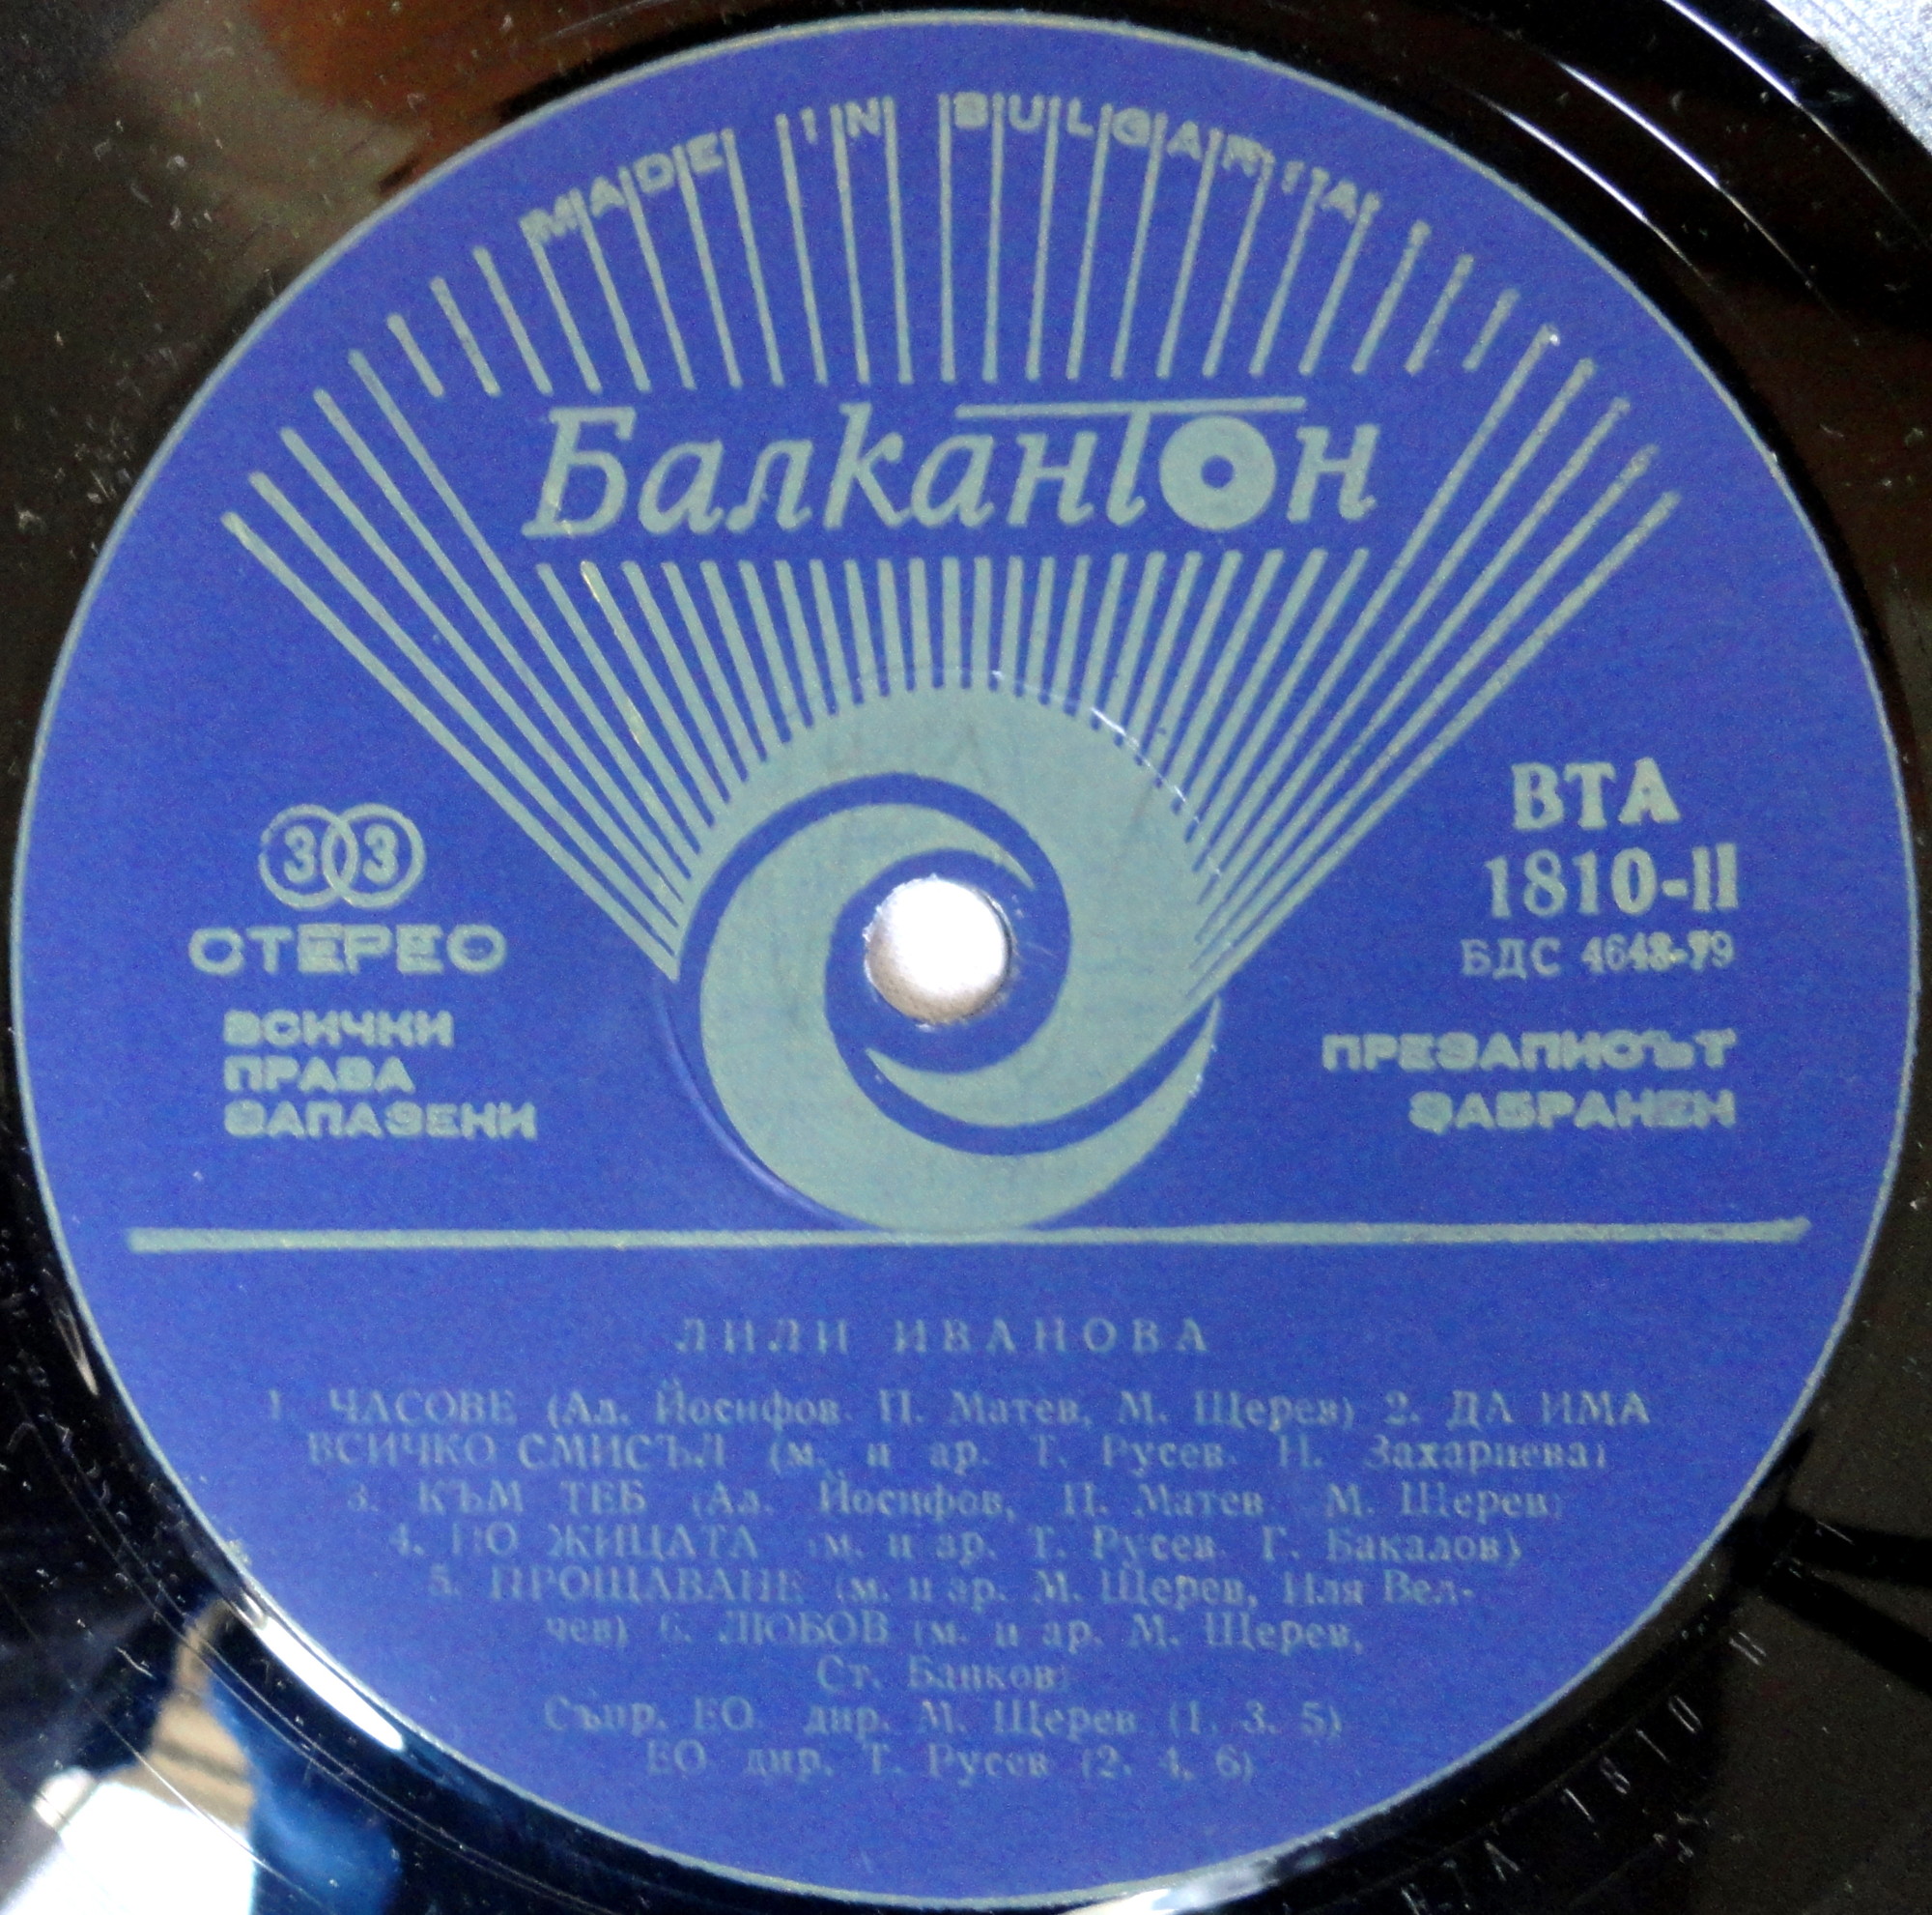 MADE IN BULGARIA
Балкантон
33
СТЕРЕО
ВСИЧКИ
ПРАВА
ЗАПАЗЕНИ
ВТА
1810-II
БДС 4648-79
ПРЕЗАПИСЪТ
ЗАБРАНЕН
ЛИЛИ ИВАНОВА
1. ЧАСОВЕ (Ал. Йосифов. П. Матев, М. Щерев) 2. ДА ИМА
ВСИЧКО СМИСЪЛ (м. и ар. Т. Русев. Н. Захариева)
3. КЪМ ТЕБ (Ал. Йосифов, П. Матев М. Щерев)
4. ПО ЖИЦАТА (м. и ар. Т. Русев. Г. Бакалов)
5. ПРОЩАВАНЕ (м. и ар. М. Щерев, Иля Вел-
чев) 6. ЛЮБОВ (м. и ар. М. Щерев,
Ст. Банков)
Съпр. ЕО. дир. М. Щерев (1. 3. 5)
ЕО дир. Т. Русев (2. 4. 6)
ВТА 1810